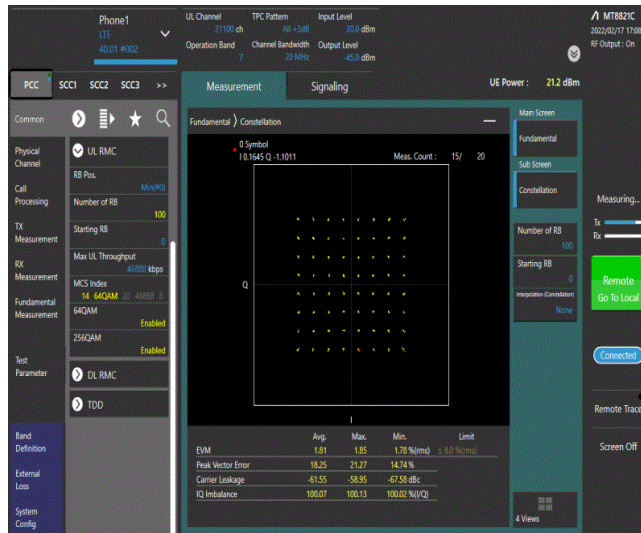 Phone1
LTE
40.01 #002
UL Channel TPC Pattern Input Level
21100 ch All +3dB 30.0 dBm
Operation Band Channel Bandwidth Output Level
7 20 MHz -45.0 dBm
MT8821C
2022/02/17 17:08
RF Output : On
PCC SCC1 SCC2 SCC3 >>
Measurement Signaling
UE Power : 21.2 dBm
Common
Physical
Channel
Call
Processing
TX
Measurement
RX
Measurement
Fundamental
Measurement
Test
Parameter
Band
Definition
External
Loss
System
Config
UL RMC
RB Pos.
Min(#0)
Number of RB
100
Starting RB
0
Max UL Throughput
46888 kbps
MCS Index
14 64QAM 20 46888 8
64QAM
Enabled
256QAM
Enabled
DL RMC
TDD
Fundamental > Constellation
0 Symbol
I 0.1645 Q -1.1011 Meas. Count : 15/ 20
Q
I
Avg. Max. Min. Limit
EVM 1.81 1.85 1.78 %(rms) ≤ 8.0 %(rms)
Peak Vector Error 18.25 21.27 14.74 %
Carrier Leakage -61.55 -58.95 -67.58 dBc
IQ Imbalance 100.07 100.13 100.02 %(I/Q)
Main Screen
Fundamental
Sub Screen
Constellation
Number of RB
100
Starting RB
0
Interpolation (Constellation)
None
4 Views
Measuring...
Tx
Rx
Remote
Go To Local
Connected
Remote Trace
Screen Off